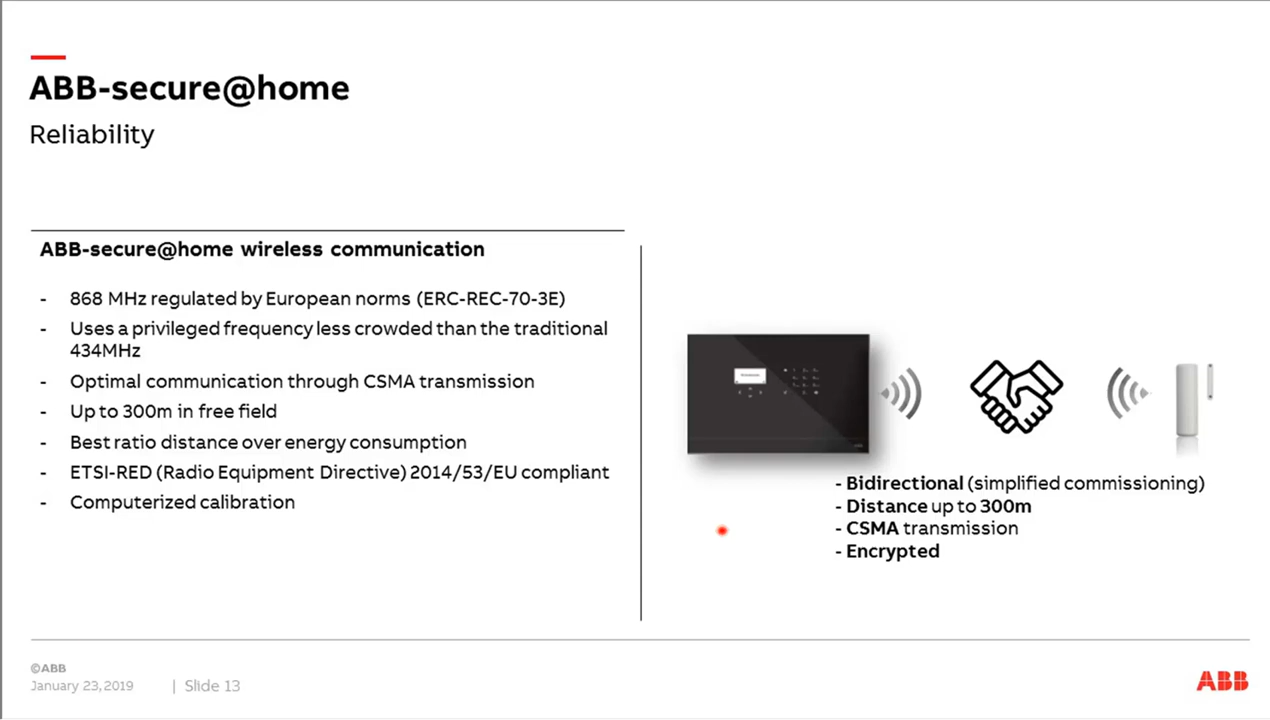 ABB-secure@home
Reliability
ABB-secure@home wireless communication
- 868 MHz regulated by European norms (ERC-REC-70-3E)
- Uses a privileged frequency less crowded than the traditional
434MHz
- Optimal communication through CSMA transmission
- Up to 300m in free field
- Best ratio distance over energy consumption
- ETSI-RED (Radio Equipment Directive) 2014/53/EU compliant
- Computerized calibration
- Bidirectional (simplified commissioning)
- Distance up to 300m
- CSMA transmission
- Encrypted
©ABB
January 23, 2019 | Slide 13
ABB